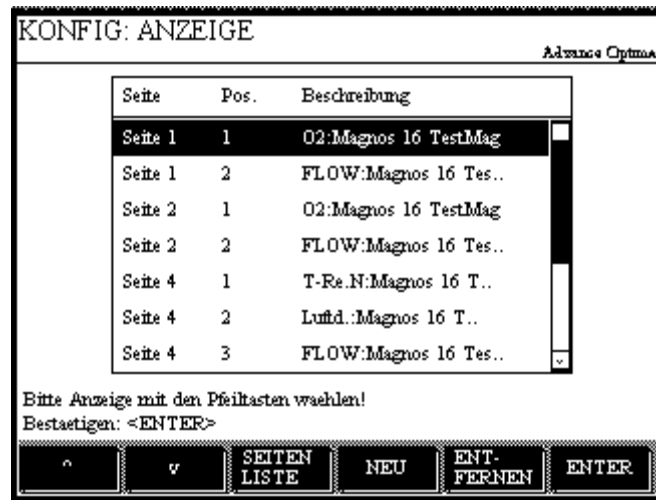 KONFIG: ANZEIGE
Advance Optima
Seite Pos. Beschreibung
Seite 1 1 O2:Magnos 16 TestMag
Seite 1 2 FLOW:Magnos 16 Tes..
Seite 2 1 O2:Magnos 16 TestMag
Seite 2 2 FLOW:Magnos 16 Tes..
Seite 4 1 T-Re.N:Magnos 16 T..
Seite 4 2 Luftd.:Magnos 16 T..
Seite 4 3 FLOW:Magnos 16 Tes..
Bitte Anzeige mit den Pfeiltasten waehlen!
Bestaetigen: <ENTER>
^ v SEITEN LISTE NEU ENT- FERNEN ENTER